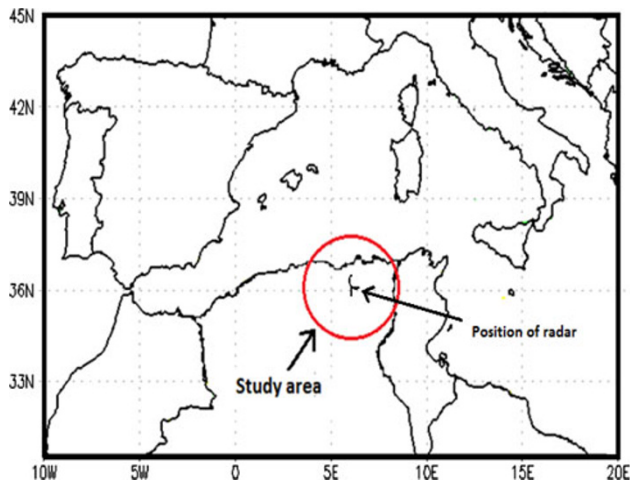 45N
42N
39N
36N
33N
Position of radar
Study area
10W 5W 0 5E 10E 15E 20E